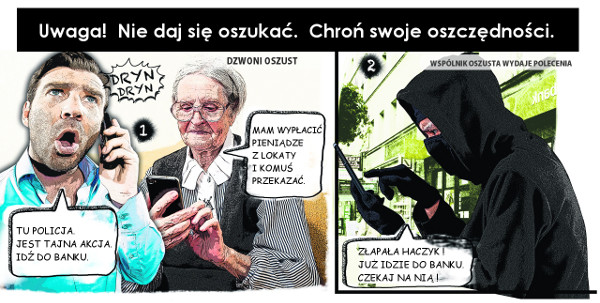 Uwaga! Nie daj się oszukać. Chroń swoje oszczędności.
DZWONI OSZUST
DRYN
DRYN
1
MAM WYPŁACIĆ
PIENIĄDZE
Z LOKATY
I KOMUŚ
PRZEKAZAĆ.
TU POLICJA.
JEST TAJNA AKCJA.
IDŹ DO BANKU.
2
WSPÓLNIK OSZUSTA WYDAJE POLECENIA
ZŁAPAŁA HACZYK!
JUŻ IDZIE DO BANKU.
CZEKAJ NA NIĄ!